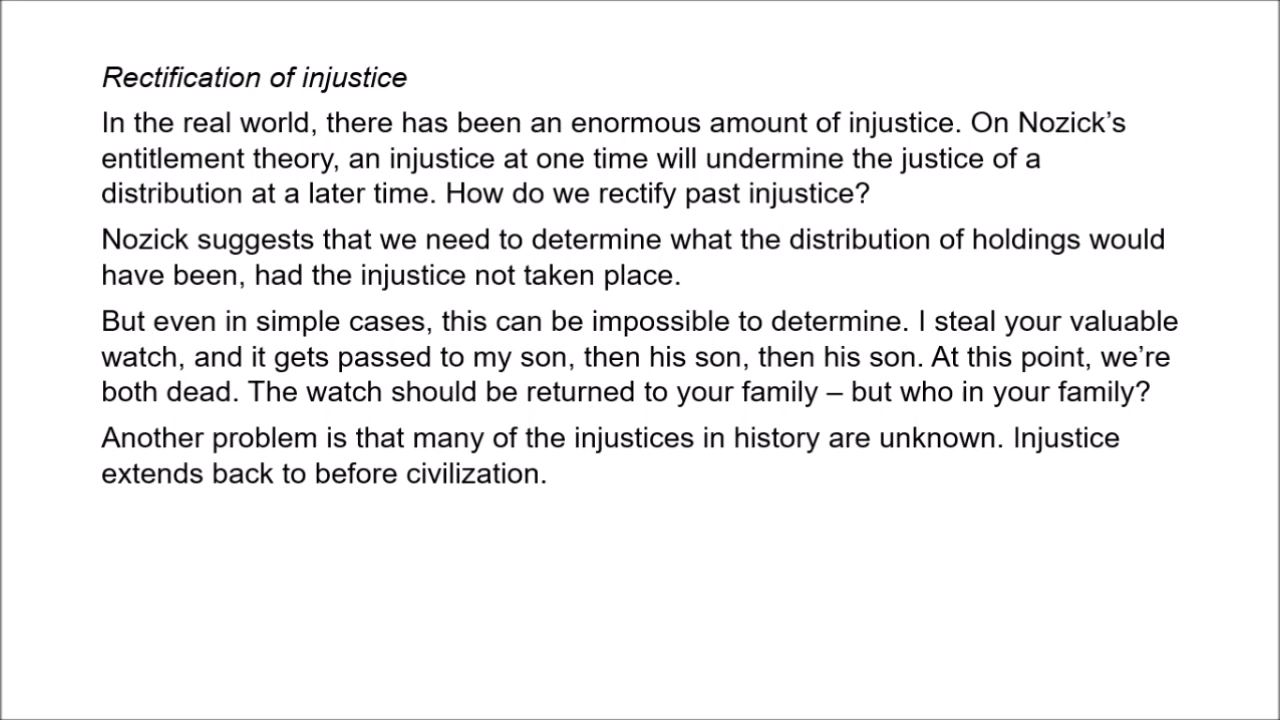 Rectification of injustice
In the real world, there has been an enormous amount of injustice. On Nozick’s
entitlement theory, an injustice at one time will undermine the justice of a
distribution at a later time. How do we rectify past injustice?
Nozick suggests that we need to determine what the distribution of holdings would
have been, had the injustice not taken place.
But even in simple cases, this can be impossible to determine. I steal your valuable
watch, and it gets passed to my son, then his son, then his son. At this point, we’re
both dead. The watch should be returned to your family – but who in your family?
Another problem is that many of the injustices in history are unknown. Injustice
extends back to before civilization.